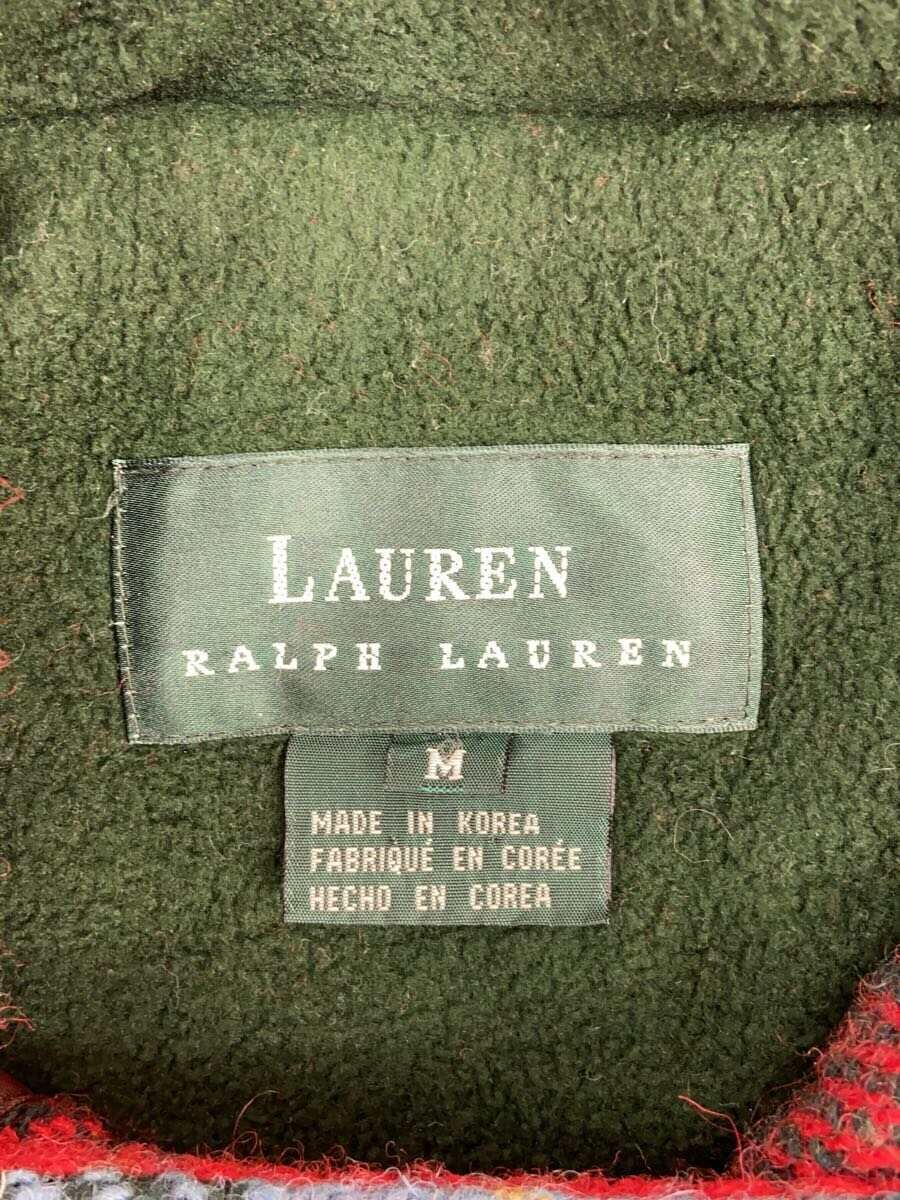 LAUREN
RALPH LAUREN
M
MADE IN KOREA
FABRIQUÉ EN CORÉE
HECHO EN COREA